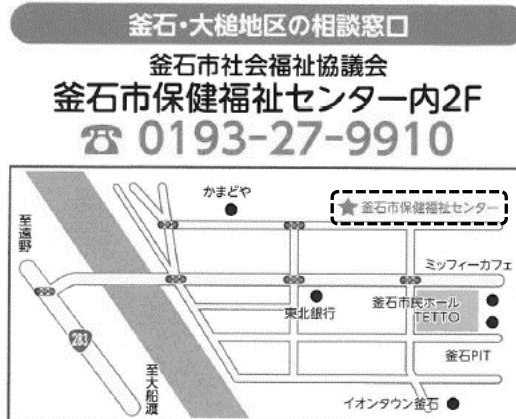 釜石・大槌地区の相談窓口
釜石市社会福祉協議会
釜石市保健福祉センター内2F
☎ 0193-27-9910
かまどや
★ 釜石市保健福祉センター
至遠野
ミッフィーカフェ
釜石市民ホール
TETTO
東北銀行
283
釜石PIT
至大船渡
イオンタウン釜石